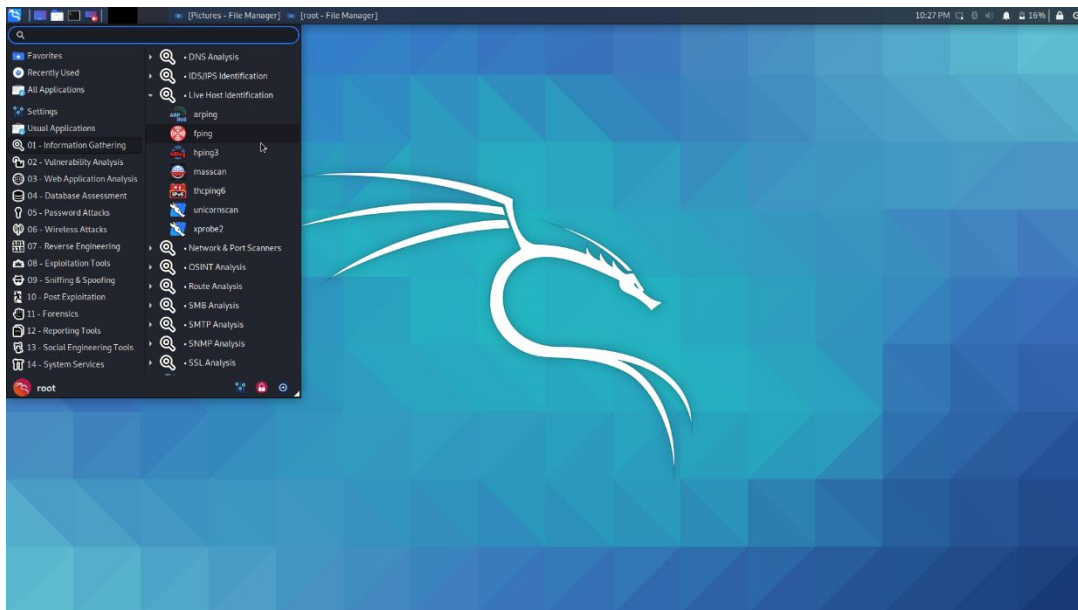 [Pictures - File Manager] [root - File Manager] 10:27 PM 16%
Favorites
Recently Used
All Applications
Settings
Usual Applications
01 - Information Gathering
02 - Vulnerability Analysis
03 - Web Application Analysis
04 - Database Assessment
05 - Password Attacks
06 - Wireless Attacks
07 - Reverse Engineering
08 - Exploitation Tools
09 - Sniffing & Spoofing
10 - Post Exploitation
11 - Forensics
12 - Reporting Tools
13 - Social Engineering Tools
14 - System Services
• DNS Analysis
• IDS/IPS Identification
• Live Host Identification
arping
fping
hping3
masscan
thcping6
unicornscan
xprobe2
• Network & Port Scanners
• OSINT Analysis
• Route Analysis
• SMB Analysis
• SMTP Analysis
• SNMP Analysis
• SSL Analysis
root